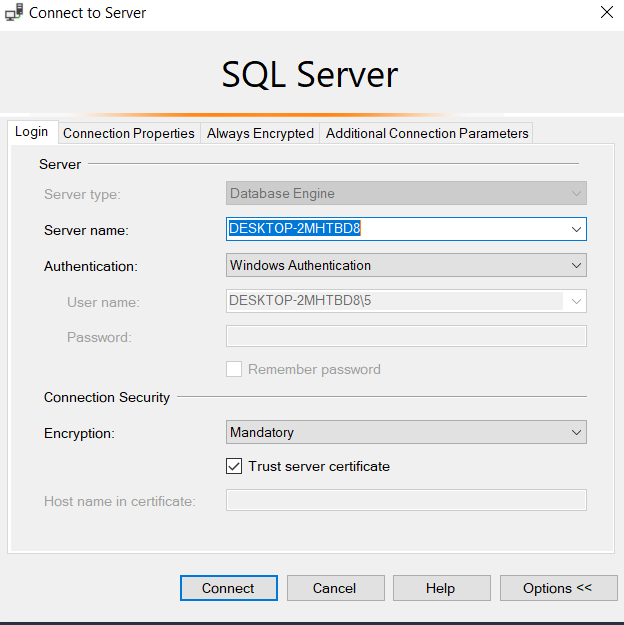 Connect to Server
SQL Server
Login Connection Properties Always Encrypted Additional Connection Parameters
Server
Server type: Database Engine
Server name: DESKTOP-2MHTBD8
Authentication: Windows Authentication
User name: DESKTOP-2MHTBD8\5
Password:
Remember password
Connection Security
Encryption: Mandatory
Trust server certificate
Host name in certificate:
Connect Cancel Help Options <<